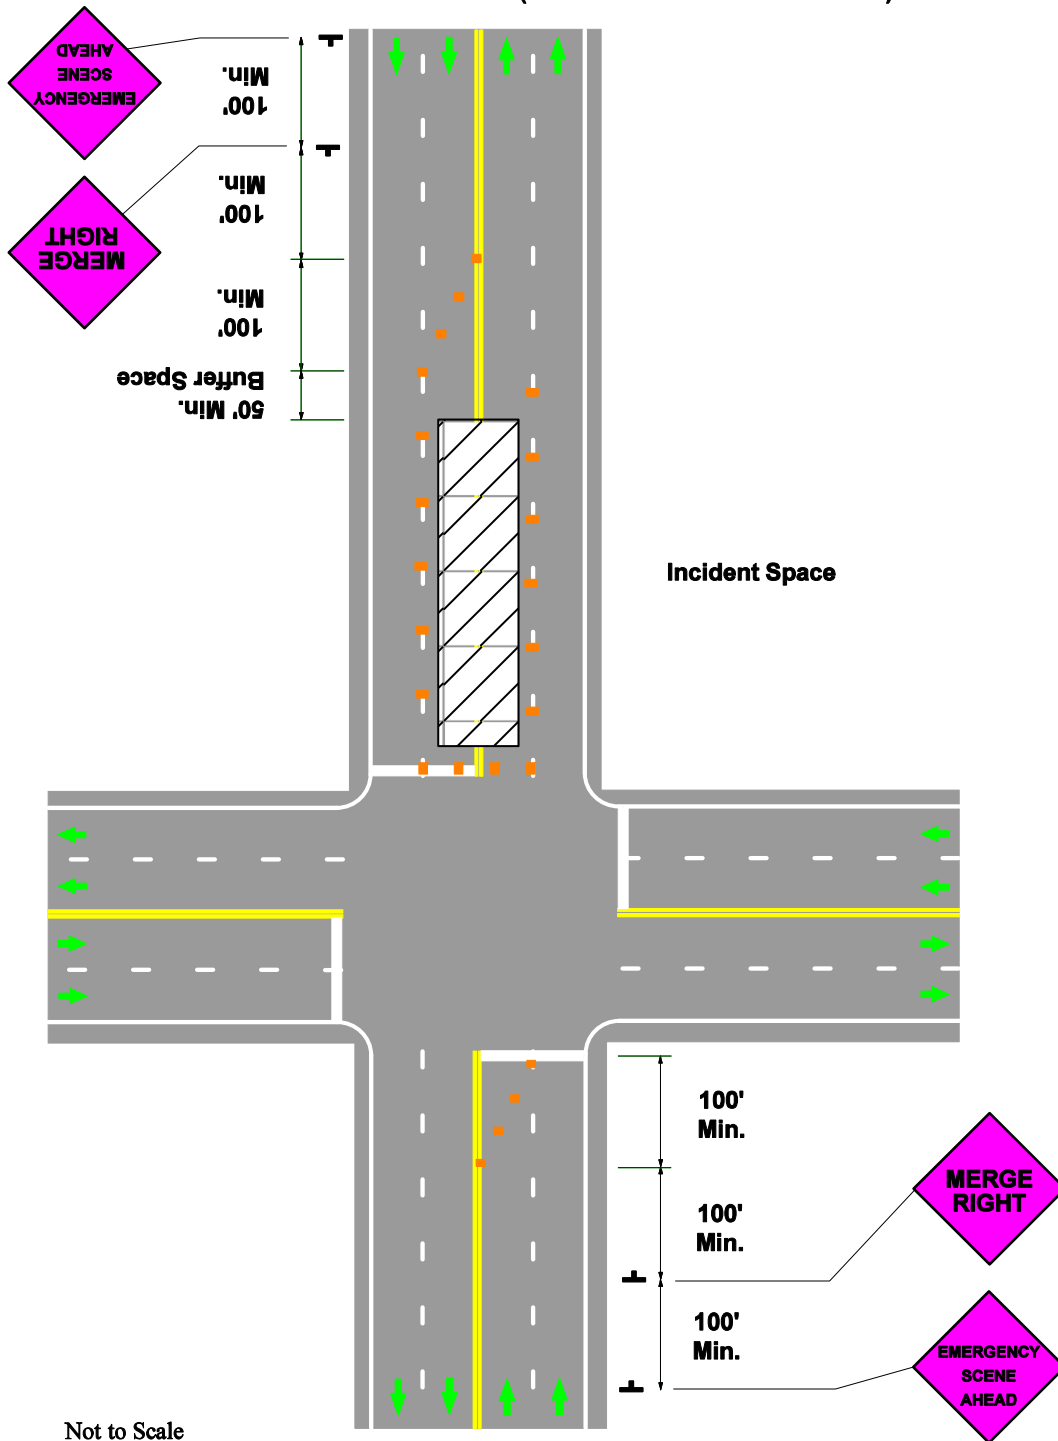 EMERGENCY
SCENE
AHEAD
100'
Min.
MERGE
RIGHT
100'
Min.
100'
Min.
50' Min.
Buffer Space
Incident Space
100'
Min.
MERGE
RIGHT
100'
Min.
100'
Min.
EMERGENCY
SCENE
AHEAD
Not to Scale